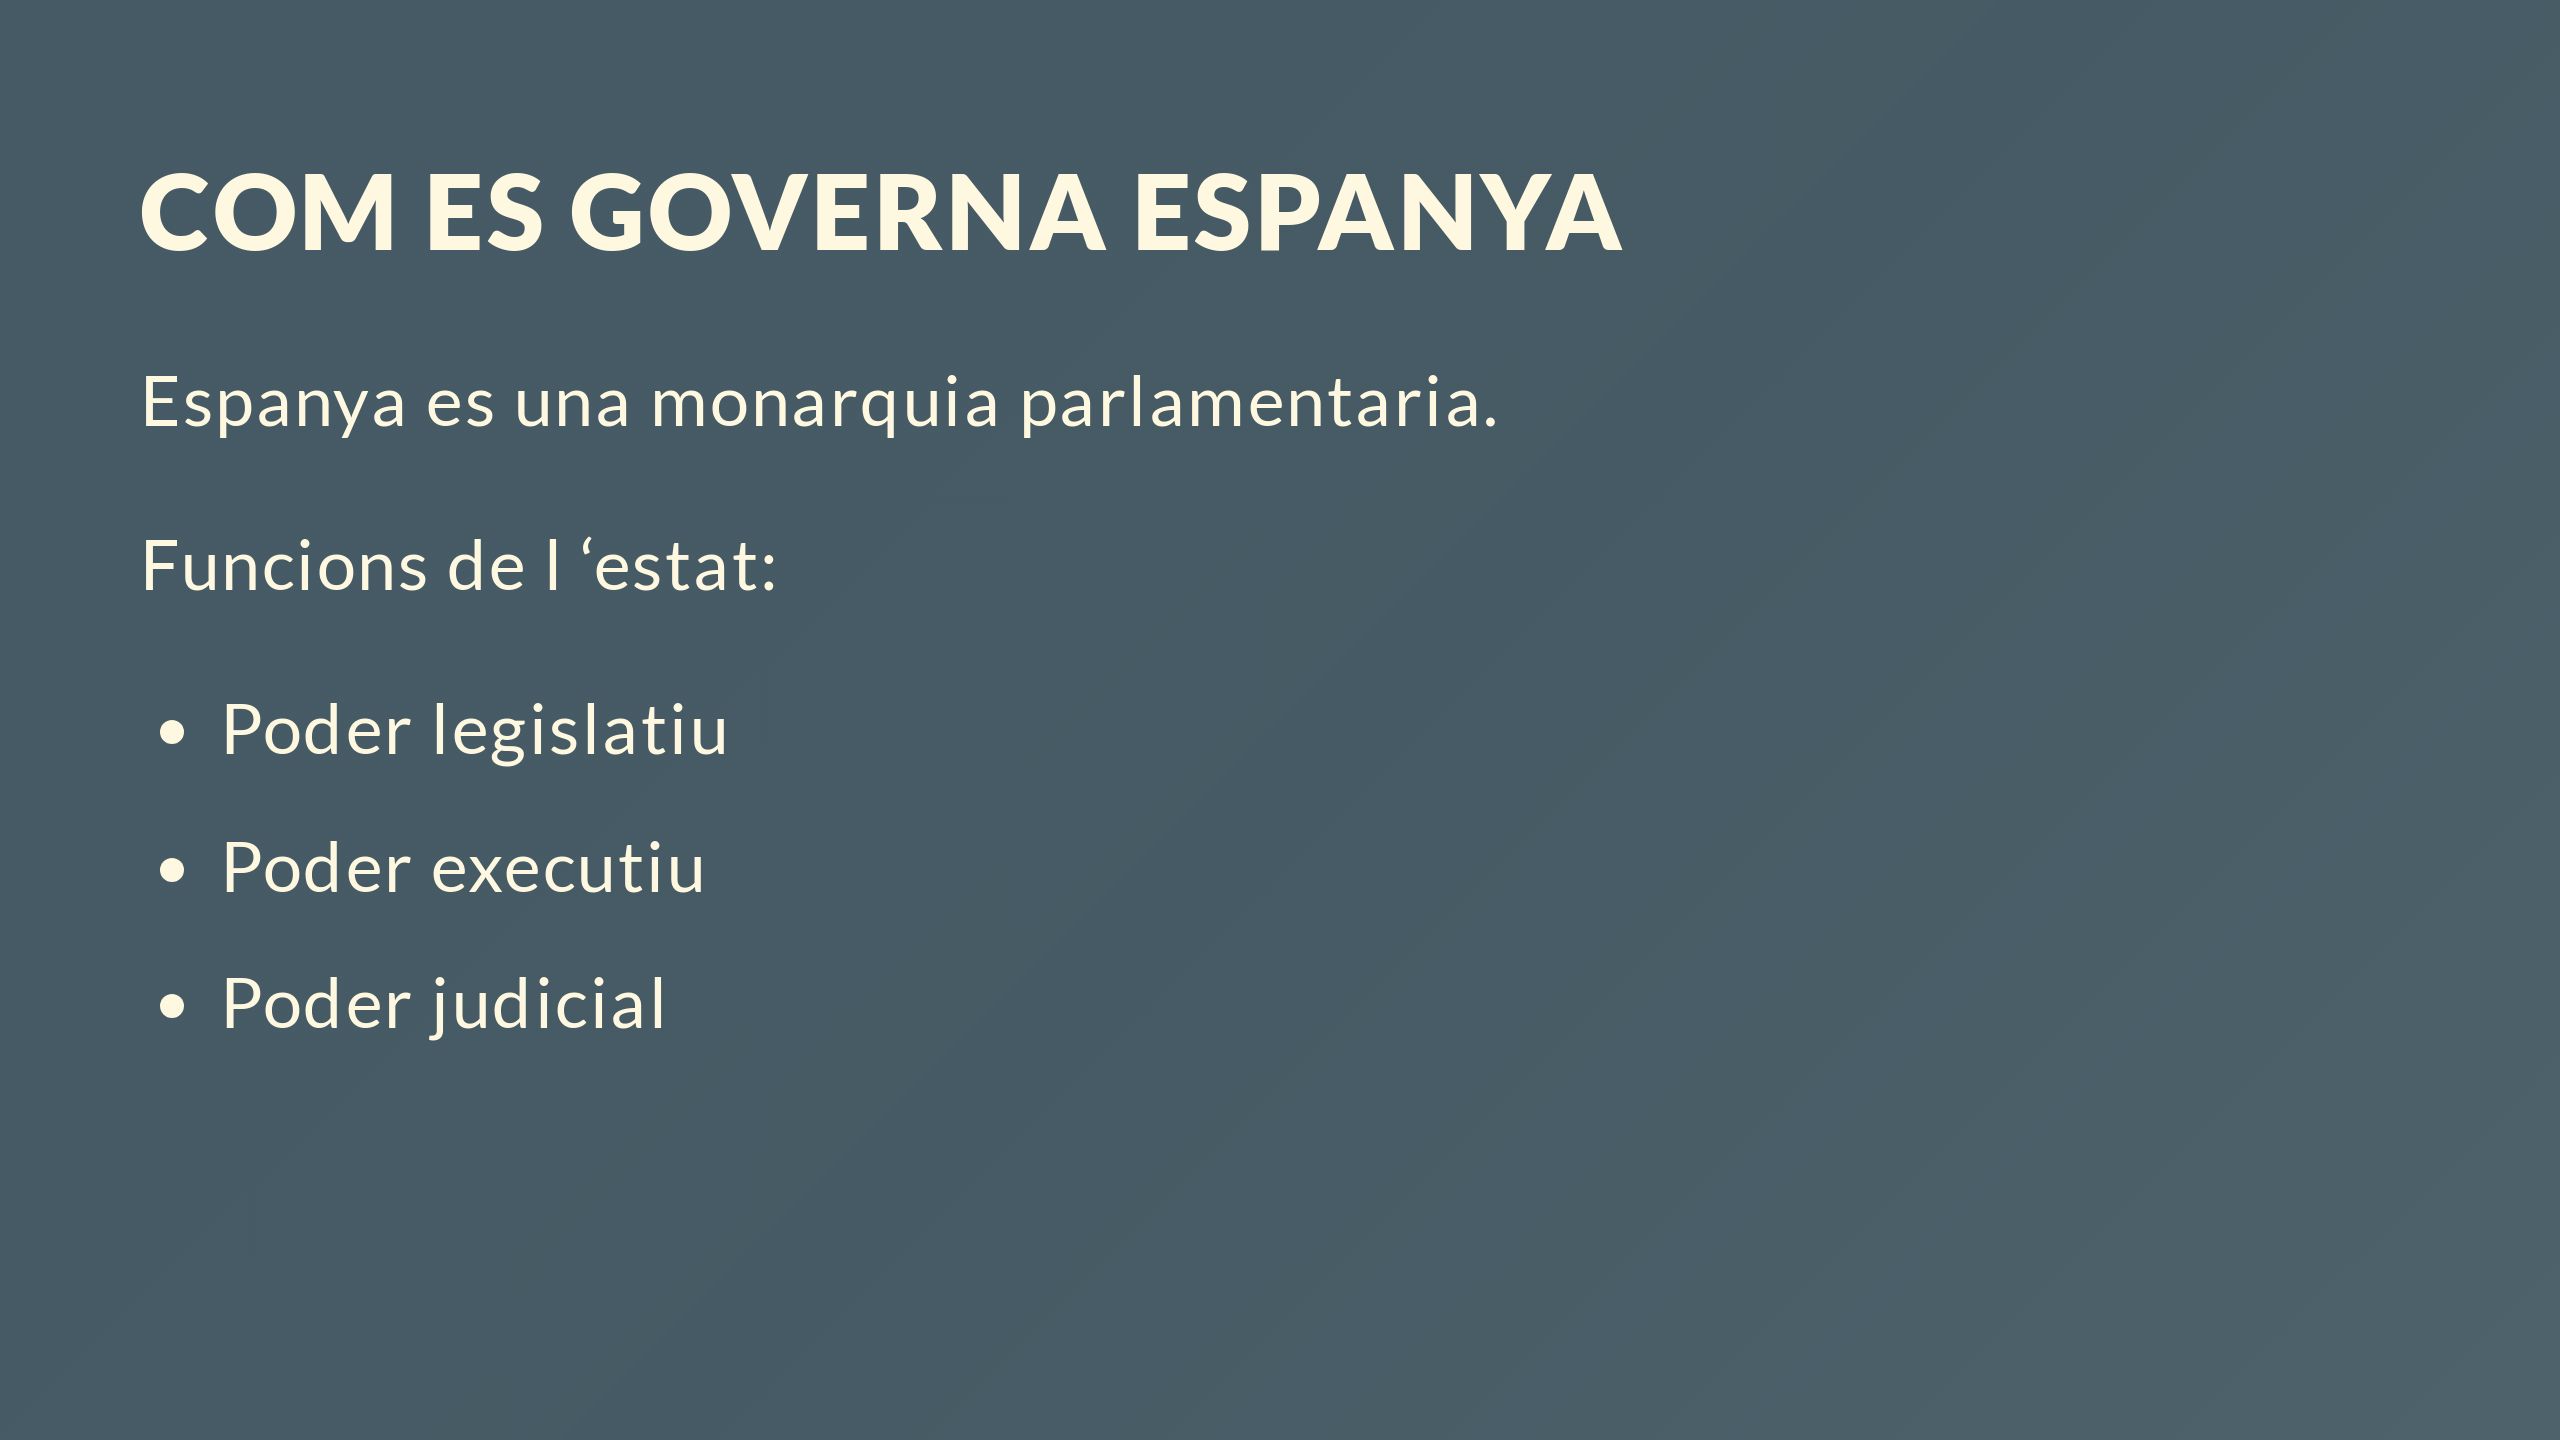 COM ES GOVERNA ESPANYA
Espanya es una monarquia parlamentaria.
Funcions de l ‘estat:
• Poder legislatiu
• Poder executiu
• Poder judicial